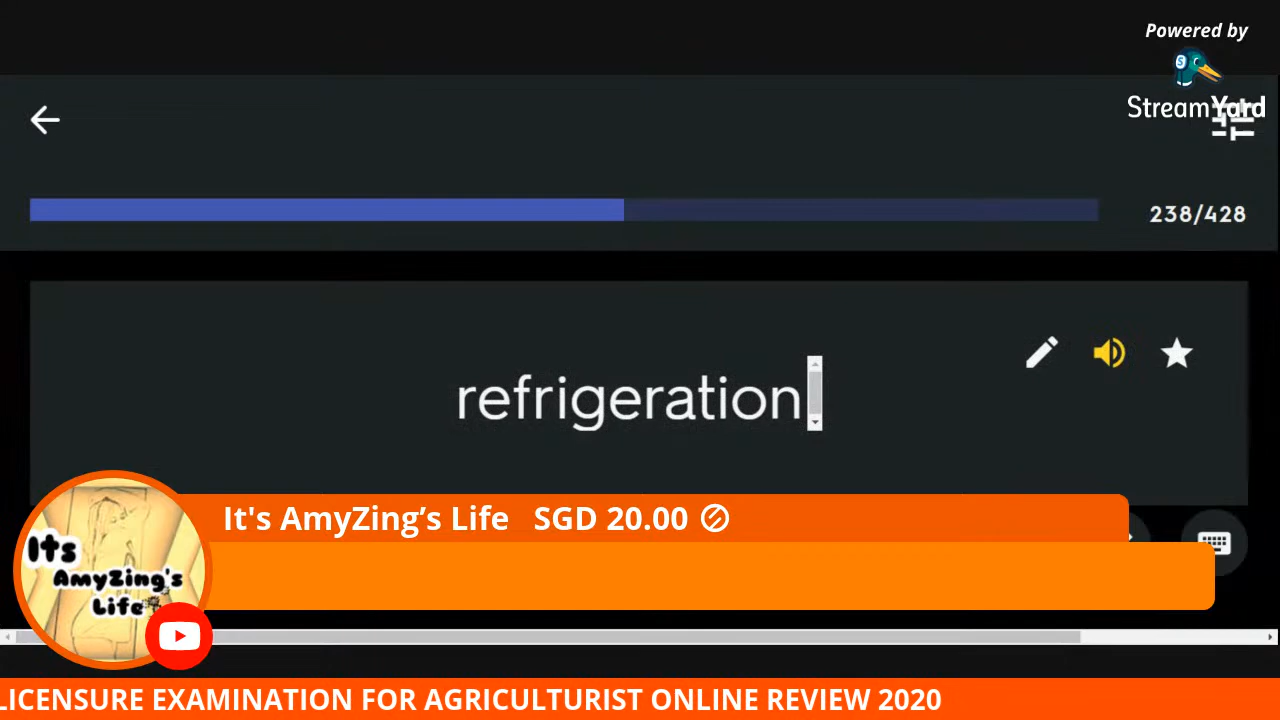 Powered by
StreamYard
238/428
refrigeration
It's AmyZing’s Life SGD 20.00
Its
AmyZing's
Life
LICENSURE EXAMINATION FOR AGRICULTURIST ONLINE REVIEW 2020